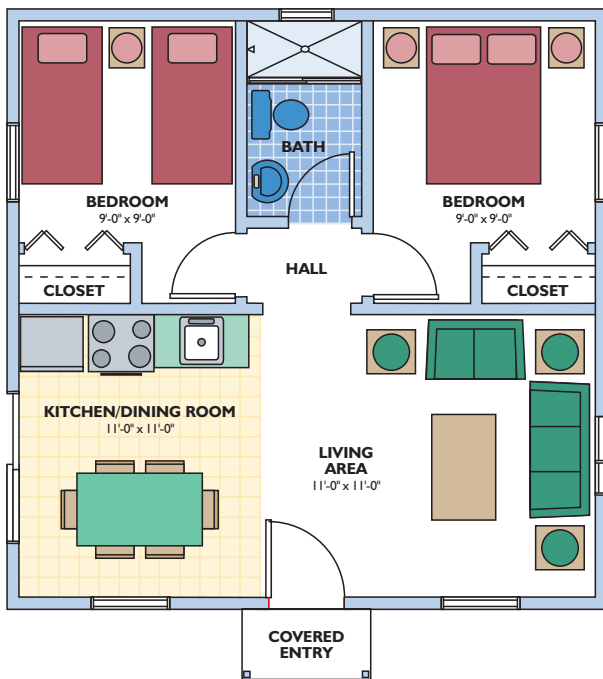 BATH
BEDROOM
9'-0" x 9'-0"
BEDROOM
9'-0" x 9'-0"
HALL
CLOSET
CLOSET
KITCHEN/DINING ROOM
11'-0" x 11'-0"
LIVING
AREA
11'-0" x 11'-0"
COVERED
ENTRY